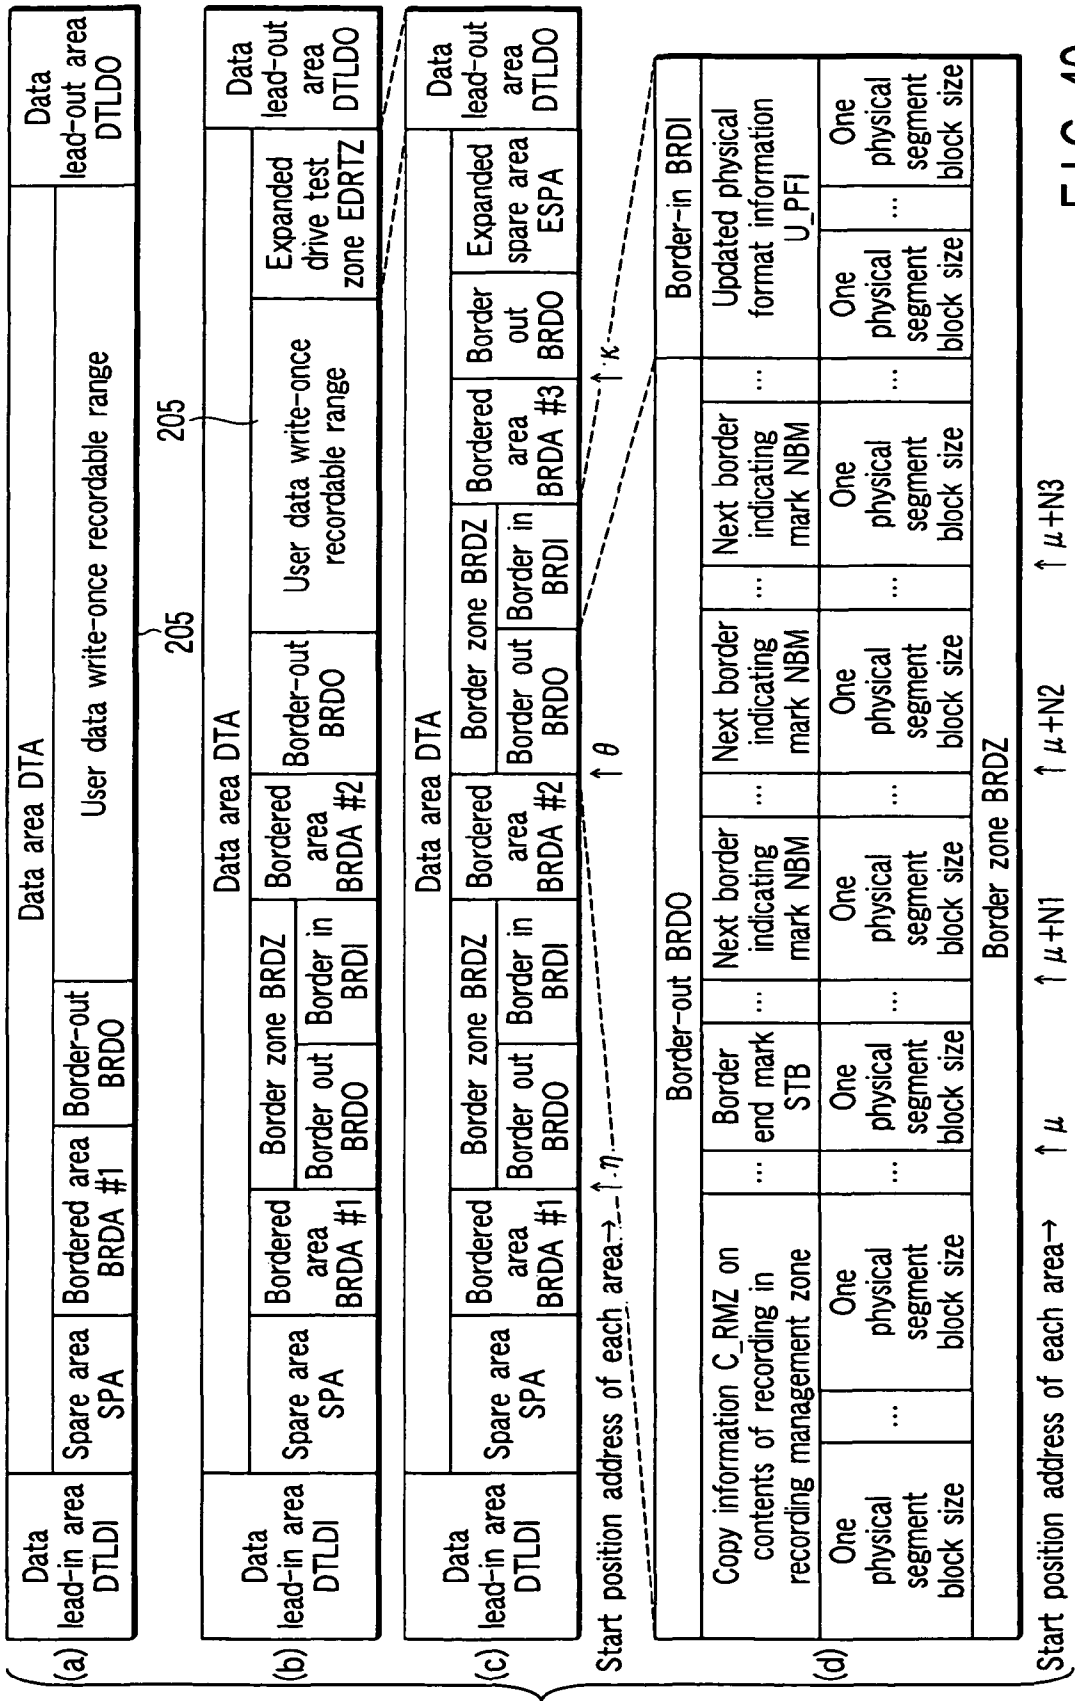 (a)
Data
lead-in area
DTLDI
Data area DTA
Spare area
SPA
Bordered area
BRDA #1
Border-out
BRDO
User data write-once recordable range
Data
lead-out area
DTLDO
205
205
(b)
Data
lead-in area
DTLDI
Data area DTA
Spare area
SPA
Bordered
area
BRDA #1
Border zone BRDZ
Border out
BRDO
Border in
BRDI
Bordered
area
BRDA #2
Border-out
BRDO
User data write-once
recordable range
Expanded
drive test
zone EDRTZ
Data
lead-out
area
DTLDO
(c)
Data
lead-in area
DTLDI
Data area DTA
Spare area
SPA
Bordered
area
BRDA #1
Border zone BRDZ
Border out
BRDO
Border in
BRDI
Bordered
area
BRDA #2
Border zone BRDZ
Border out
BRDO
Border in
BRDI
Bordered
area
BRDA #3
Border
out
BRDO
Expanded
spare area
ESPA
Data
lead-out
area
DTLDO
Start position address of each area→ ↑η ↑θ ↑κ
(d)
Border-out BRDO
Border-in BRDI
Copy information C_RMZ on
contents of recording in
recording management zone
...
Border
end mark
STB
...
Next border
indicating
mark NBM
...
Next border
indicating
mark NBM
...
Next border
indicating
mark NBM
...
Updated physical
format information
U_PFI
One
physical
segment
block size
...
One
physical
segment
block size
...
One
physical
segment
block size
...
One
physical
segment
block size
...
One
physical
segment
block size
...
One
physical
segment
block size
...
One
physical
segment
block size
...
One
physical
segment
block size
Border zone BRDZ
Start position address of each area→ ↑μ ↑μ+N1 ↑μ+N2 ↑μ+N3